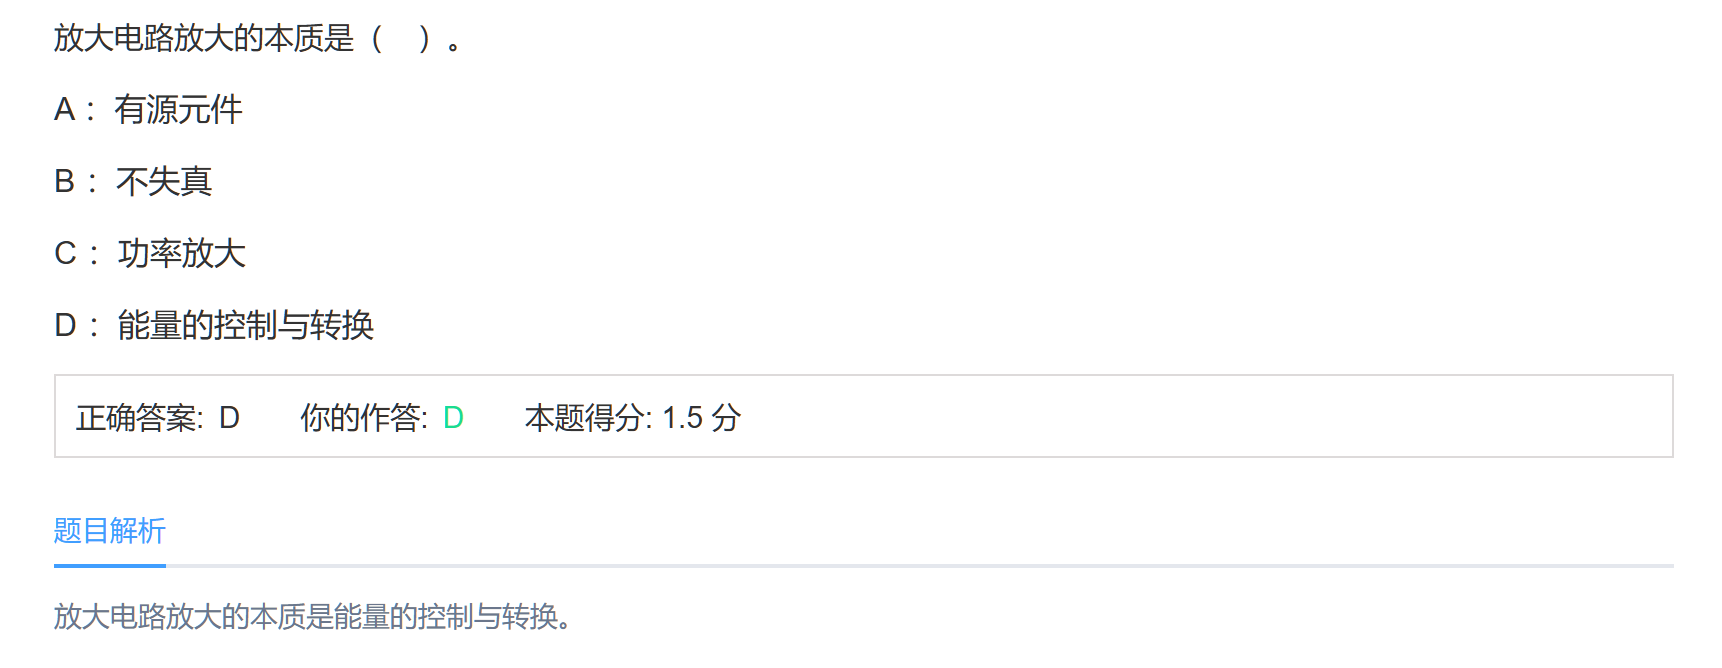 放大电路放大的本质是（　）。
A： 有源元件
B： 不失真
C： 功率放大
D： 能量的控制与转换
正确答案: D 你的作答: D 本题得分: 1.5 分
题目解析
放大电路放大的本质是能量的控制与转换。